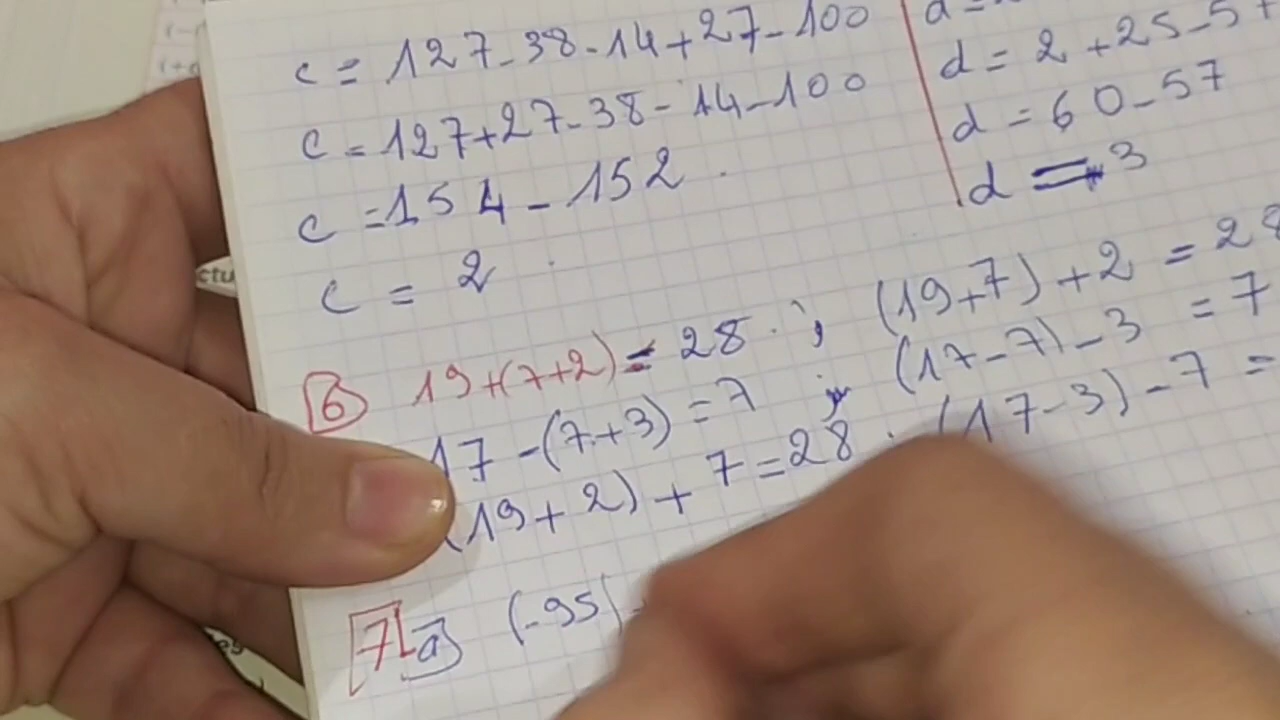 c = 127-38-14+27-100
c = 127+27-38-14-100
c =154-152
c = 2
d = 2+25-57
d = 60-57
d = 3
6 19+(7+2)= 28 ; (19+7)+2 = 28
17-(7+3)=7 ; (17-7)-3 = 7
(19+2)+7=28 . (17-3)-7 =
7 a) (-95)